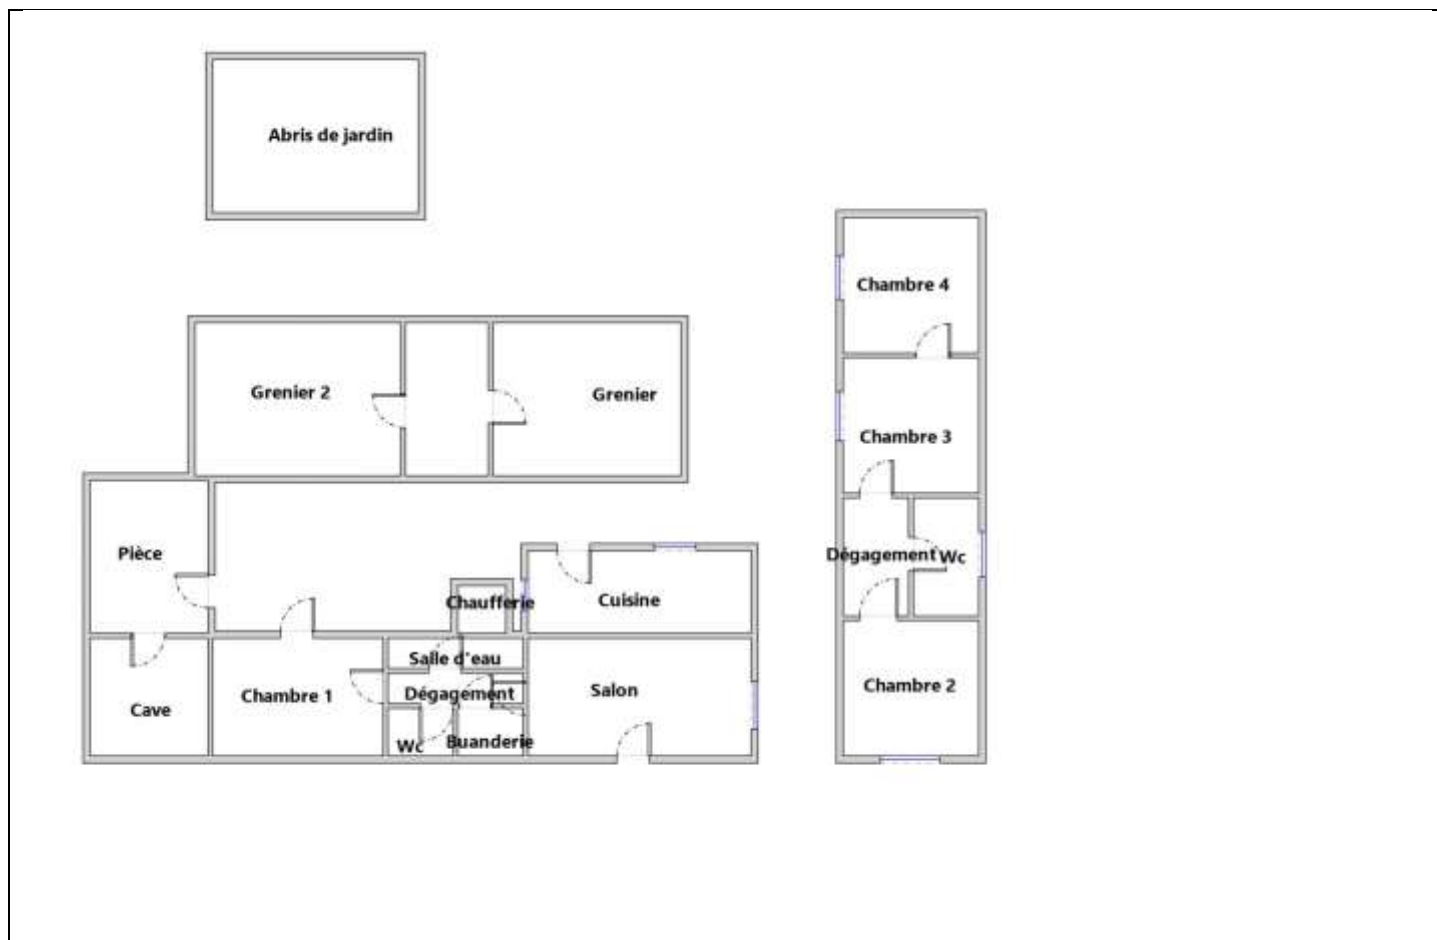 Abris de jardin
Chambre 4
Grenier 2
Grenier
Chambre 3
Pièce
Dégagement
Wc
Chaufferie
Cuisine
Salle d'eau
Chambre 1
Dégagement
Salon
Chambre 2
Cave
Wc
Buanderie